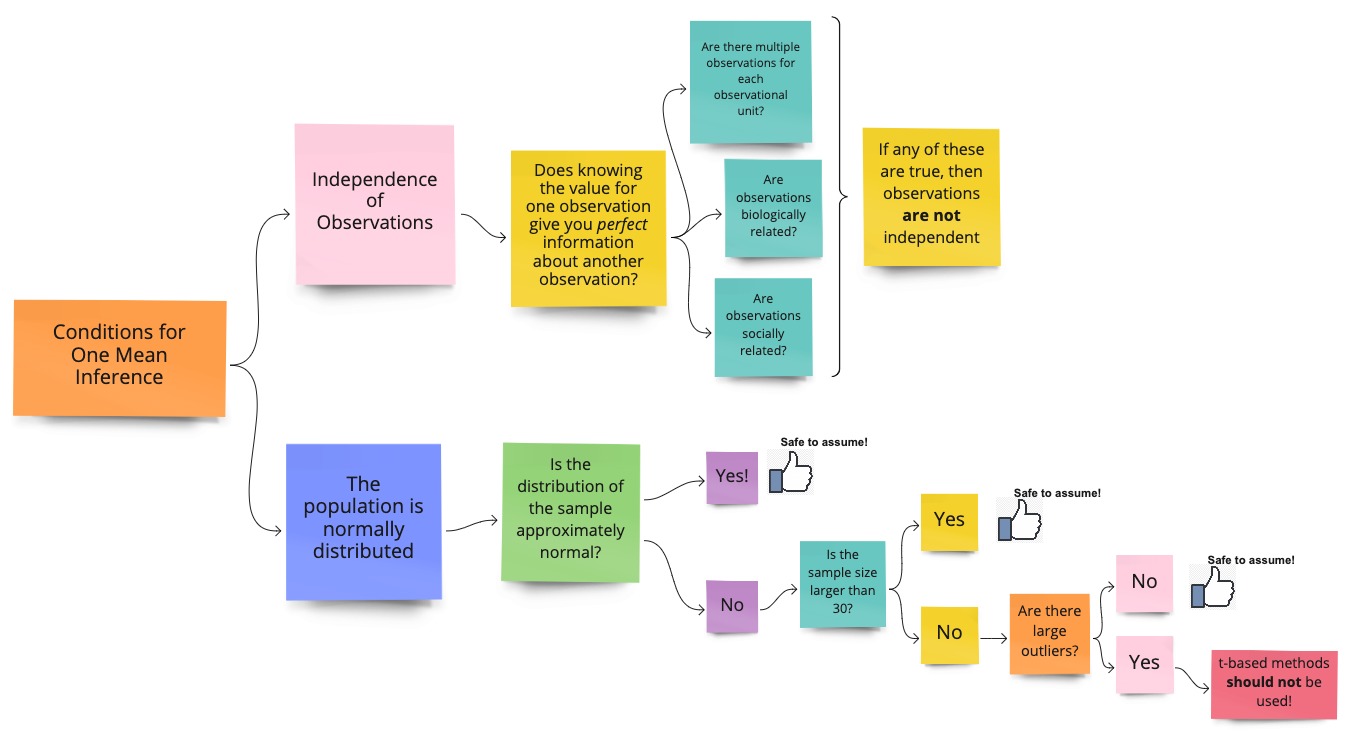 Conditions for
One Mean
Inference
Independence
of
Observations
Does knowing
the value for
one observation
give you perfect
information
about another
observation?
Are there multiple
observations for
each
observational
unit?
Are
observations
biologically
related?
Are
observations
socially
related?
If any of these
are true, then
observations
are not
independent
The
population is
normally
distributed
Is the
distribution of
the sample
approximately
normal?
Yes!
Safe to assume!
No
Is the
sample size
larger than
30?
Yes
Safe to assume!
No
Are there
large
outliers?
No
Safe to assume!
Yes
t-based methods
should not be
used!